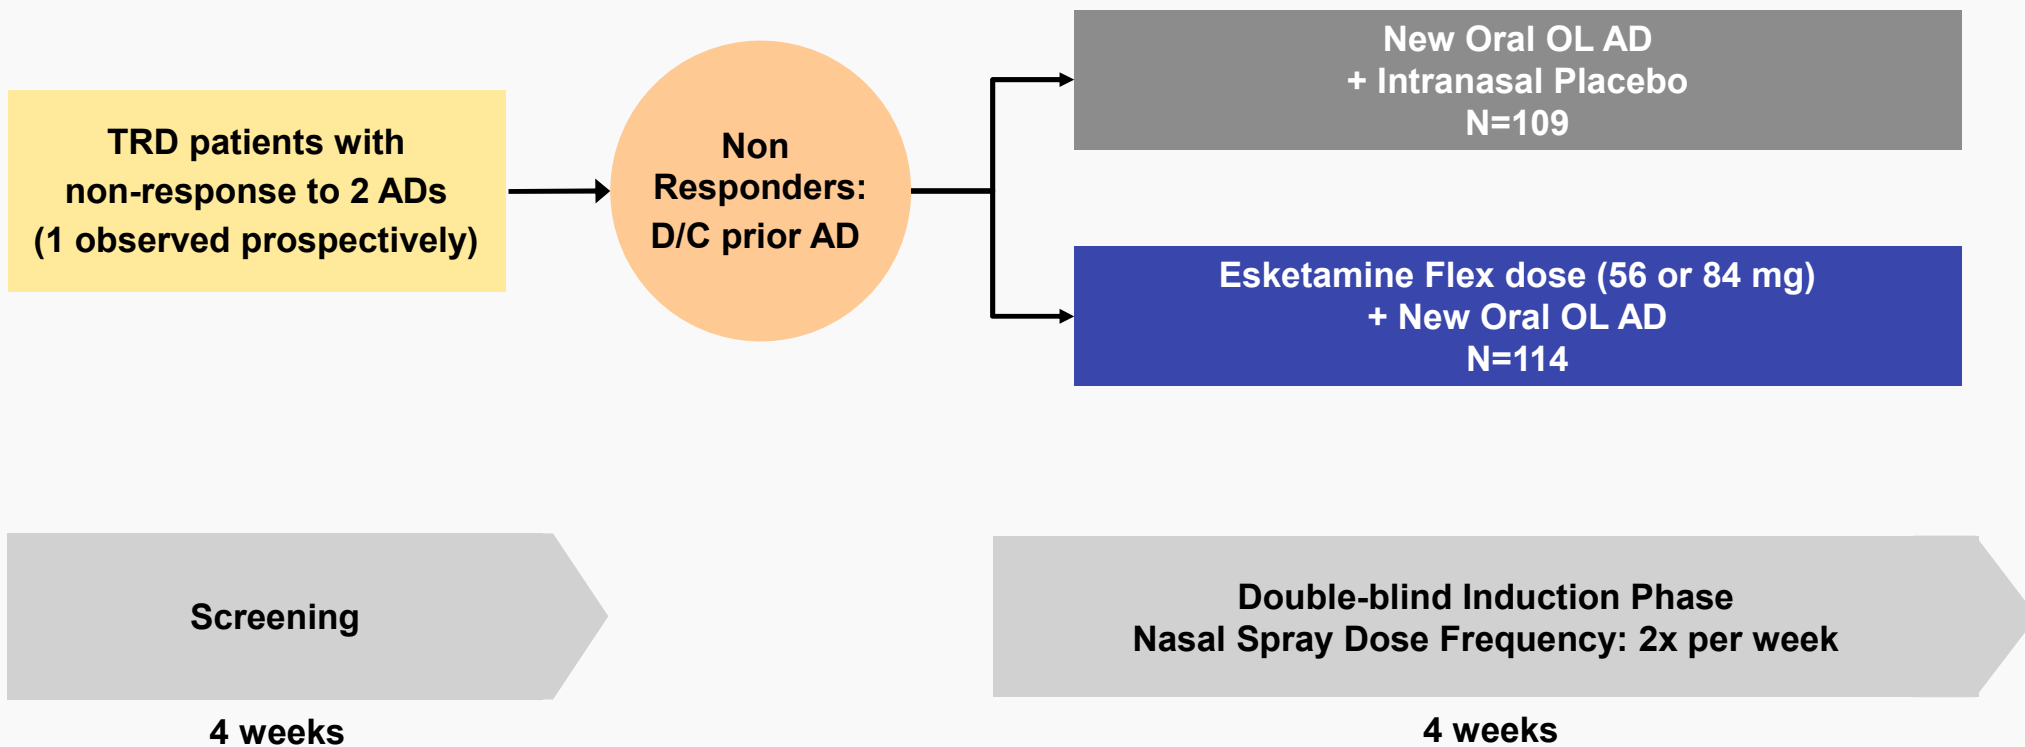 TRD patients with
non-response to 2 ADs
(1 observed prospectively)
Non
Responders:
D/C prior AD
New Oral OL AD
+ Intranasal Placebo
N=109
Esketamine Flex dose (56 or 84 mg)
+ New Oral OL AD
N=114
Screening
4 weeks
Double-blind Induction Phase
Nasal Spray Dose Frequency: 2x per week
4 weeks